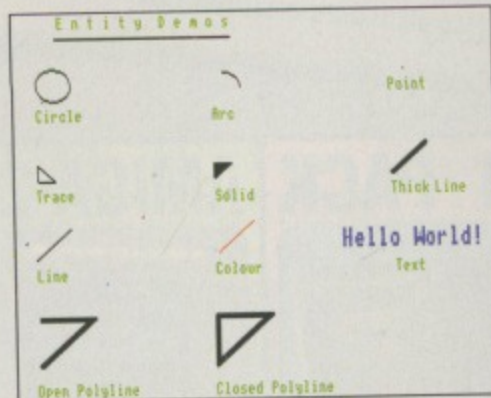 Entity Demos
Circle
Arc
Point
Trace
Solid
Thick Line
Line
Colour
Hello World!
Text
Open Polyline
Closed Polyline